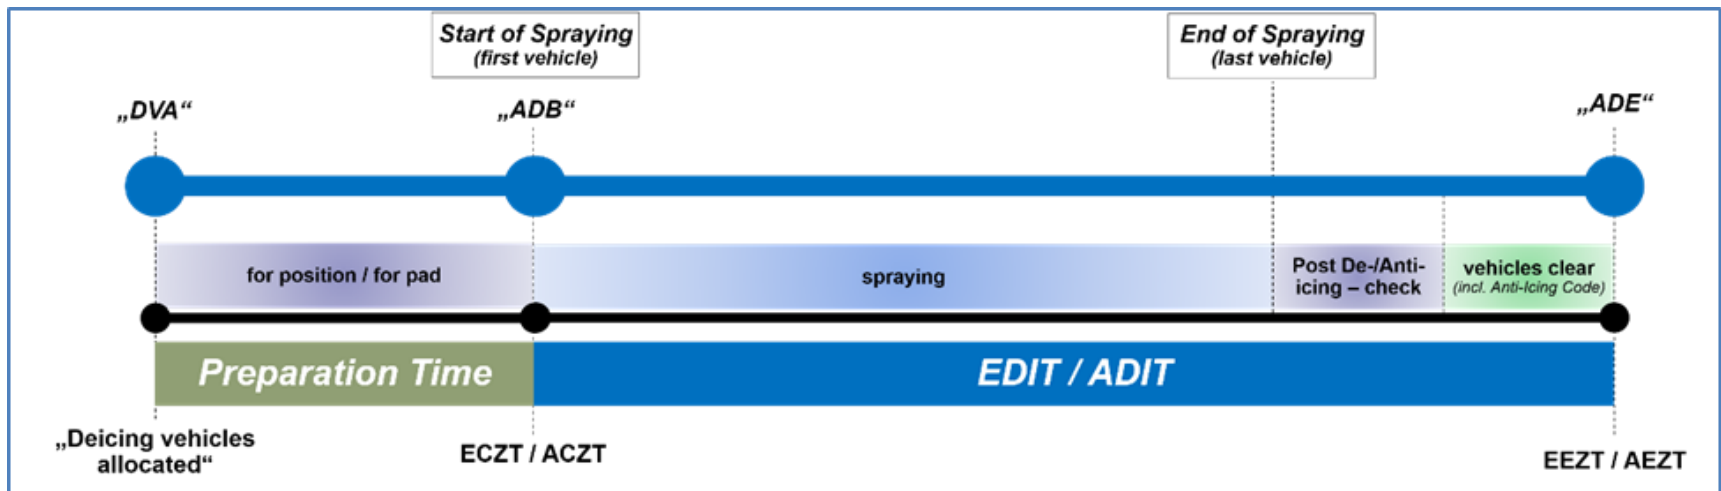 Start of Spraying
(first vehicle)
End of Spraying
(last vehicle)
„DVA“
„ADB“
„ADE“
for position / for pad
spraying
Post De-/Anti-
icing – check
vehicles clear
(incl. Anti-Icing Code)
Preparation Time
EDIT / ADIT
„Deicing vehicles
allocated“
ECZT / ACZT
EEZT / AEZT